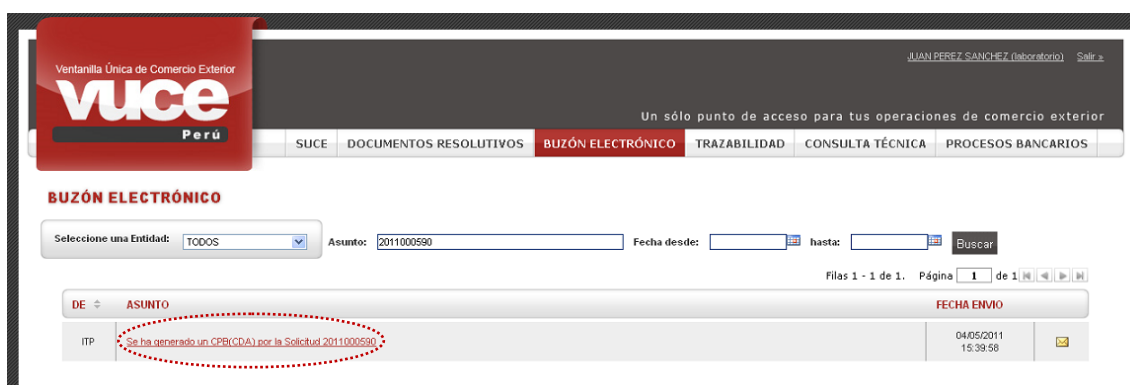 JUAN PEREZ SANCHEZ (laboratorio) Salir »
Ventanilla Única de Comercio Exterior
vuce
Perú
Un sólo punto de acceso para tus operaciones de comercio exterior
SUCE DOCUMENTOS RESOLUTIVOS BUZÓN ELECTRÓNICO TRAZABILIDAD CONSULTA TÉCNICA PROCESOS BANCARIOS
BUZÓN ELECTRÓNICO
Seleccione una Entidad: TODOS Asunto: 2011000590 Fecha desde: hasta: Buscar
Filas 1 - 1 de 1. Página 1 de 1
DE ASUNTO FECHA ENVIO
ITP Se ha generado un CPB(CDA) por la Solicitud 2011000590 04/05/2011
15:39:58